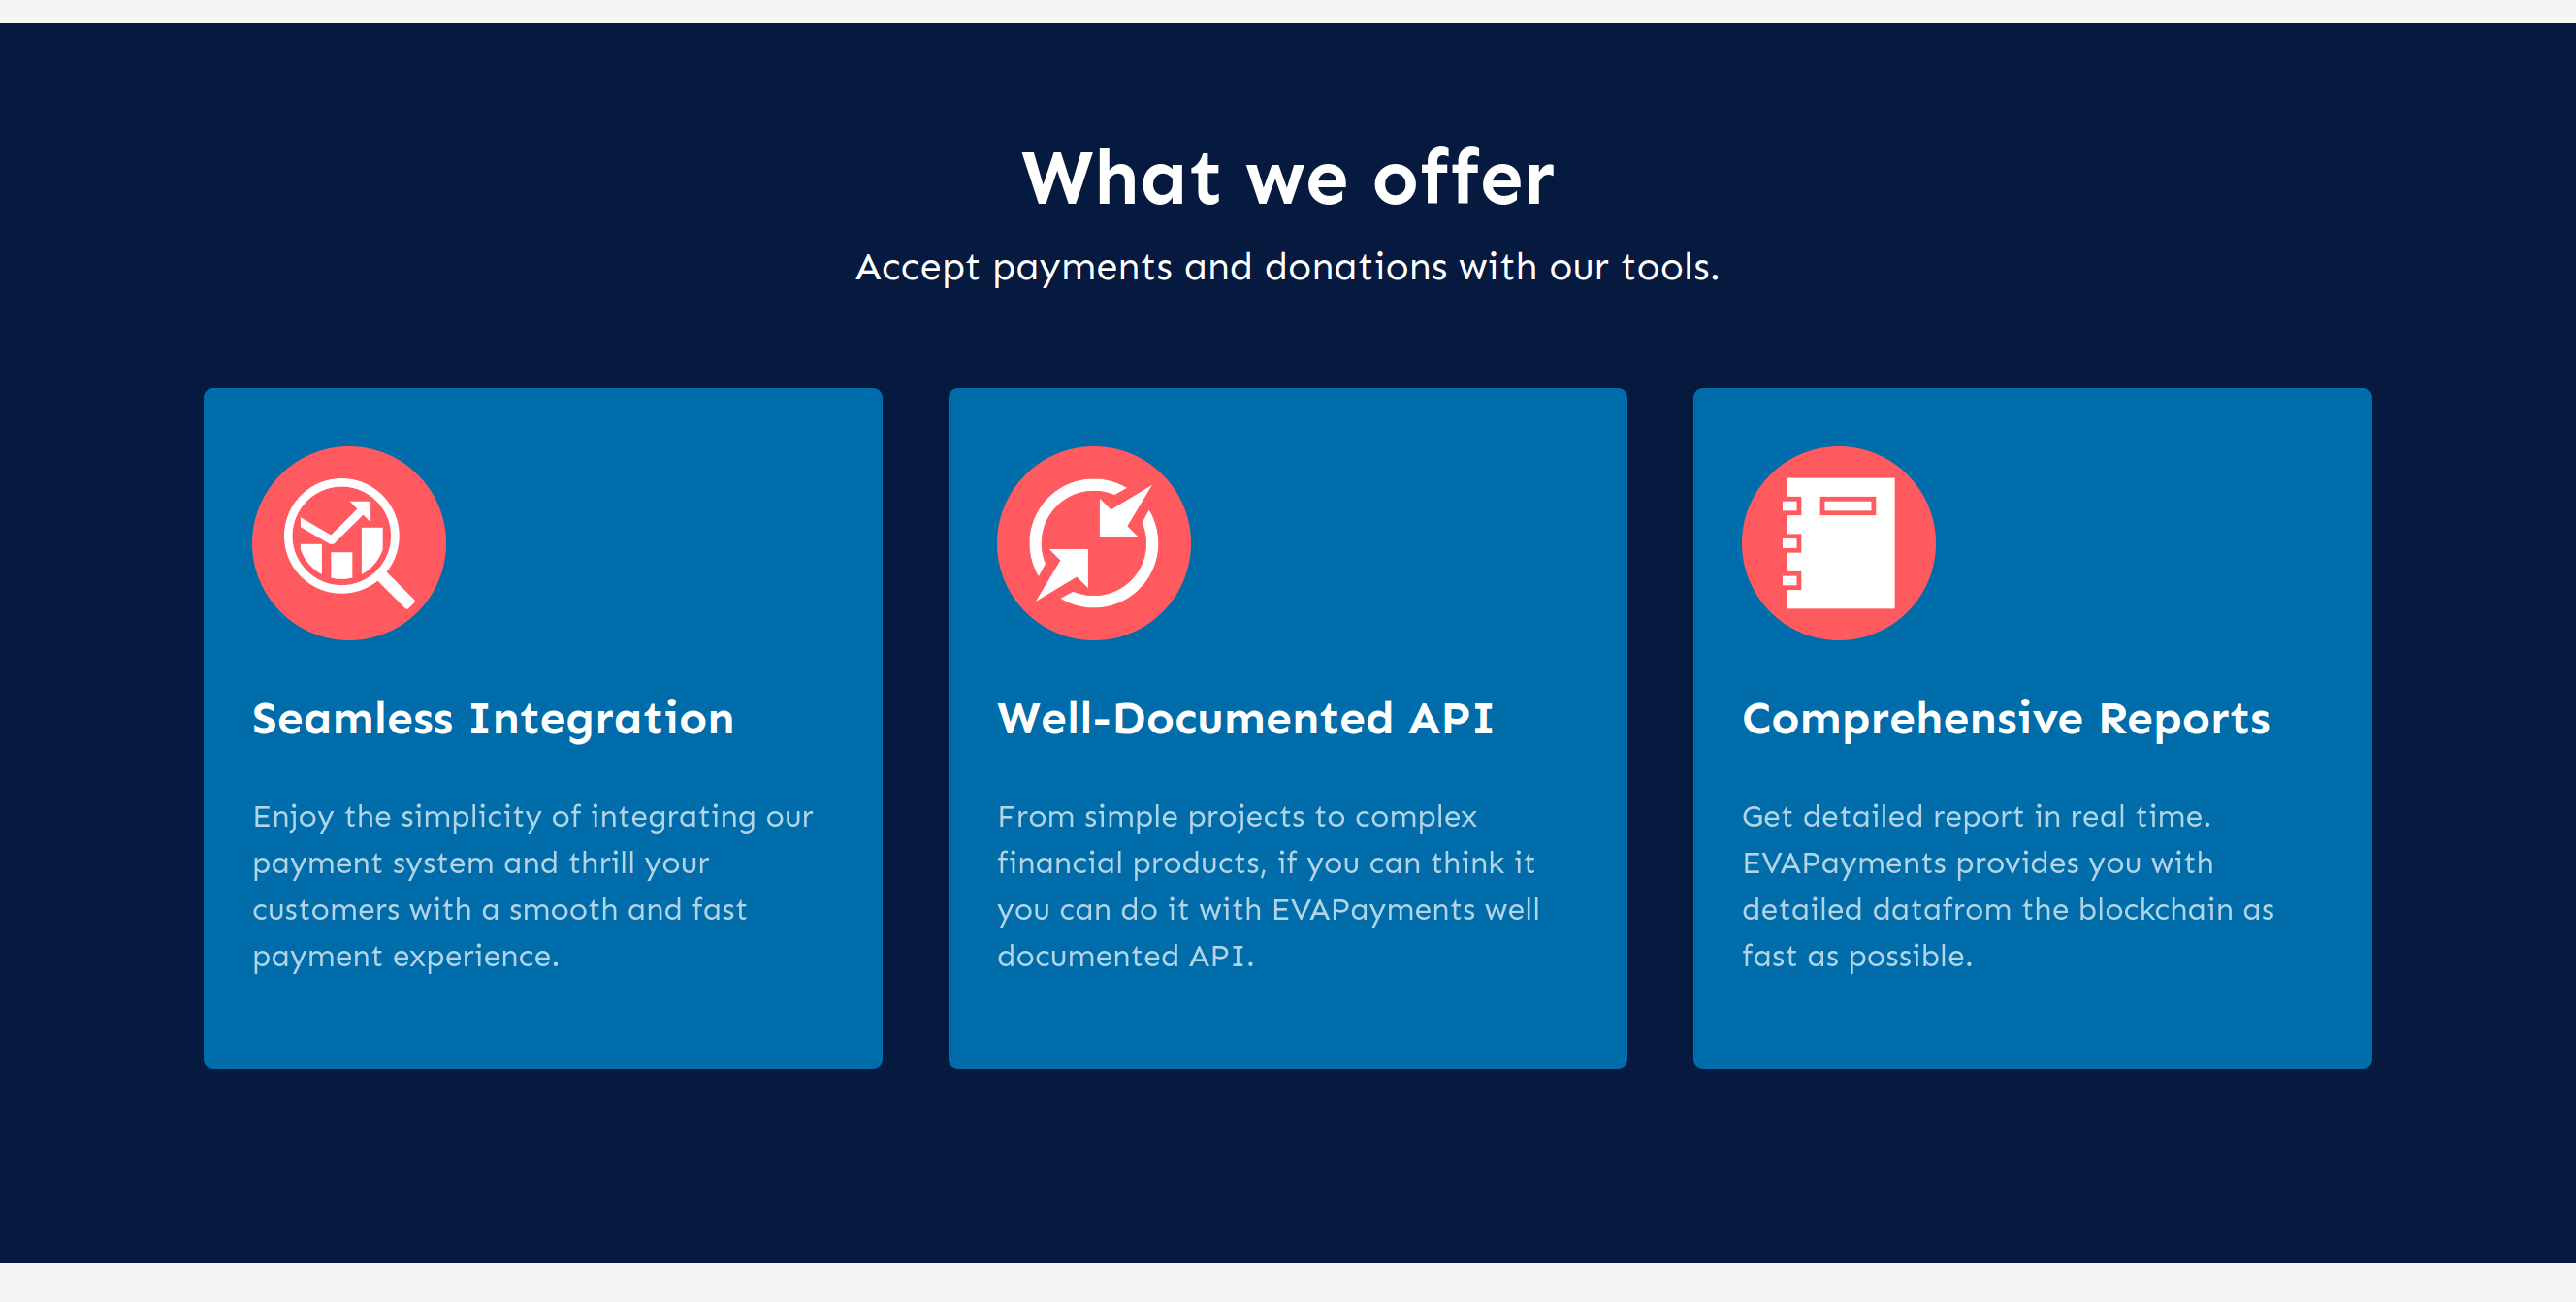 What we offer
Accept payments and donations with our tools.
Seamless Integration
Enjoy the simplicity of integrating our
payment system and thrill your
customers with a smooth and fast
payment experience.
Well-Documented API
From simple projects to complex
financial products, if you can think it
you can do it with EVAPayments well
documented API.
Comprehensive Reports
Get detailed report in real time.
EVAPayments provides you with
detailed datafrom the blockchain as
fast as possible.